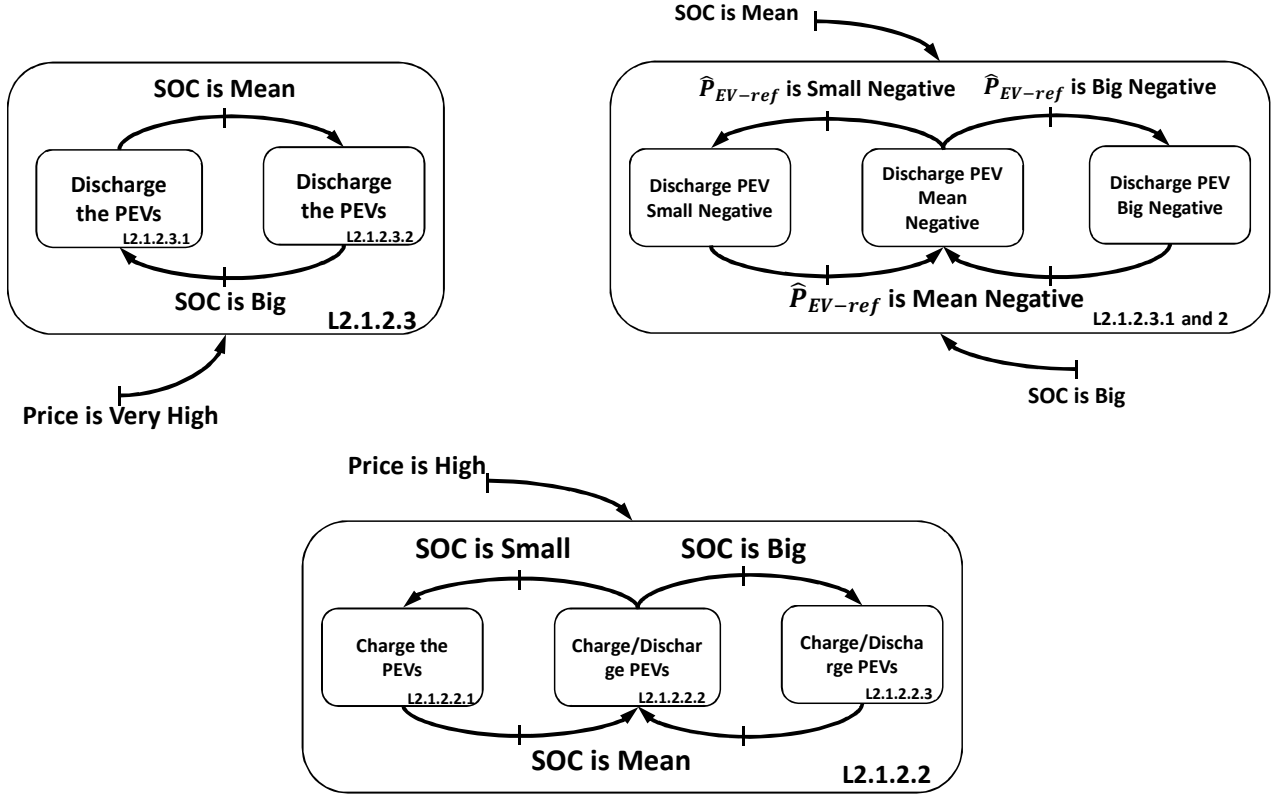 SOC is Mean
Discharge
the PEVs
L2.1.2.3.1
Discharge
the PEVs
L2.1.2.3.2
SOC is Big
L2.1.2.3
Price is Very High
SOC is Mean
P̂_EV−ref is Small Negative
P̂_EV−ref is Big Negative
Discharge PEV
Small Negative
Discharge PEV
Mean
Negative
Discharge PEV
Big Negative
P̂_EV−ref is Mean Negative
L2.1.2.3.1 and 2
SOC is Big
Price is High
SOC is Small
SOC is Big
Charge the
PEVs
L2.1.2.2.1
Charge/Dischar
ge PEVs
L2.1.2.2.2
Charge/Discha
rge PEVs
L2.1.2.2.3
SOC is Mean
L2.1.2.2